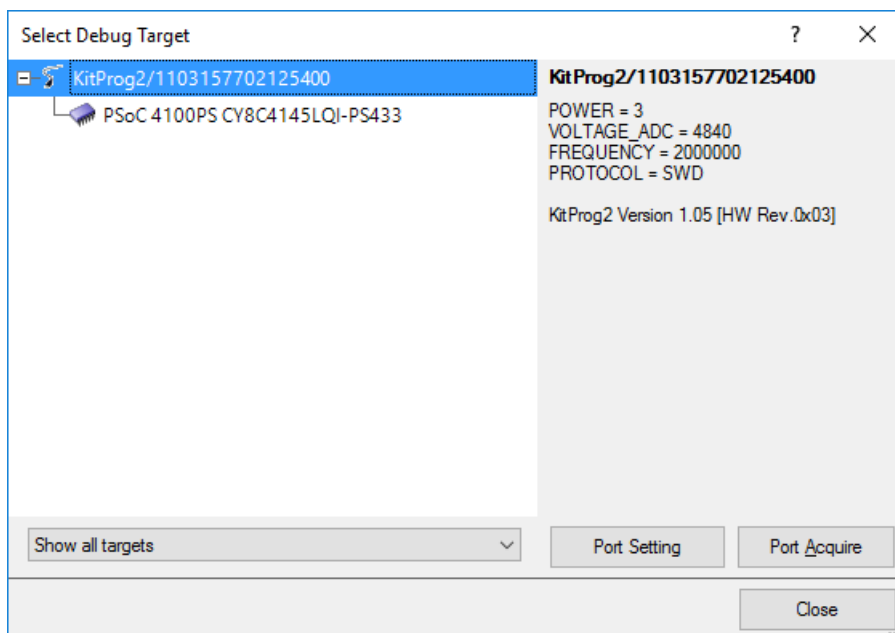 Select Debug Target
?
KitProg2/1103157702125400
PSoC 4100PS CY8C4145LQI-PS433
KitProg2/1103157702125400
POWER = 3
VOLTAGE_ADC = 4840
FREQUENCY = 2000000
PROTOCOL = SWD
KitProg2 Version 1.05 [HW Rev.0x03]
Show all targets
Port Setting
Port Acquire
Close